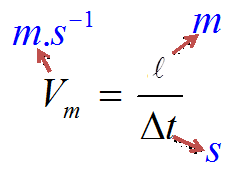 m.s⁻¹ m
Vₘ = ℓ / Δt
s